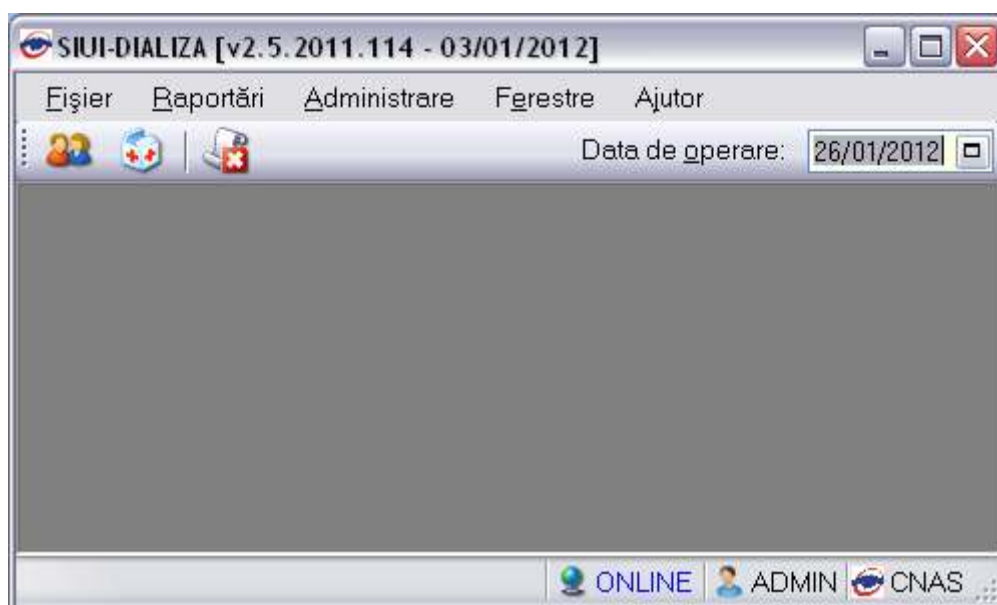 SIUI-DIALIZA [v2.5.2011.114 - 03/01/2012]
Fişier Raportări Administrare Ferestre Ajutor
Data de operare: 26/01/2012
ONLINE ADMIN CNAS